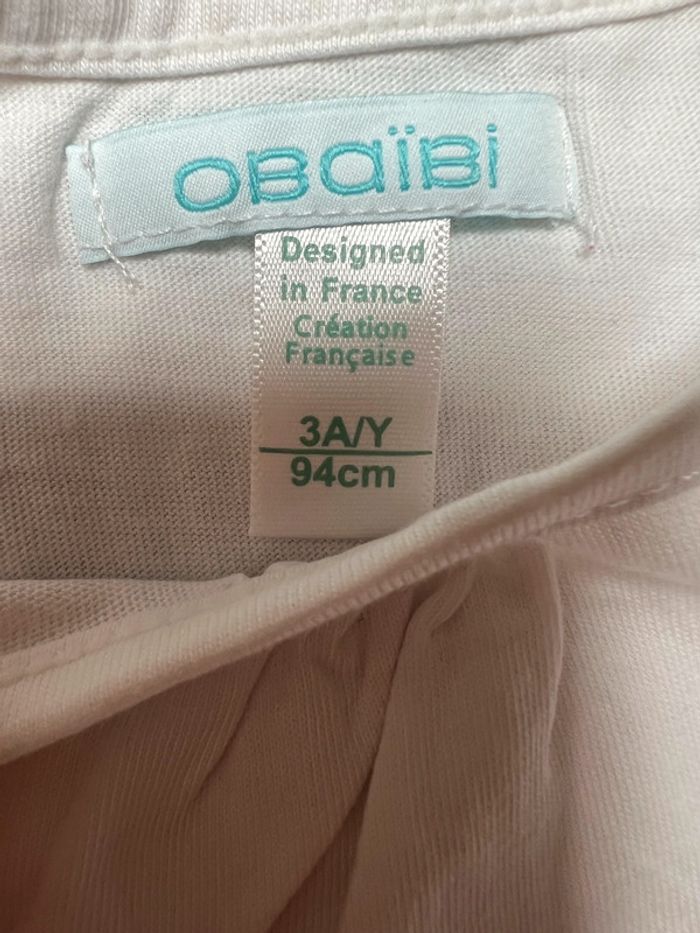 OBaïBi
Designed
in France
Création
Française
3A/Y
94cm